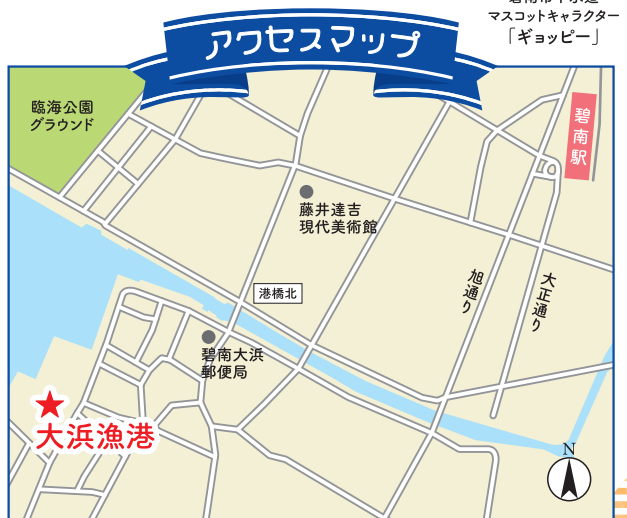 マスコットキャラクター
「ギョッピー」
アクセスマップ
臨海公園
グラウンド
碧南駅
藤井達吉
現代美術館
旭通り
大正通り
港橋北
碧南大浜
郵便局
大浜漁港
N